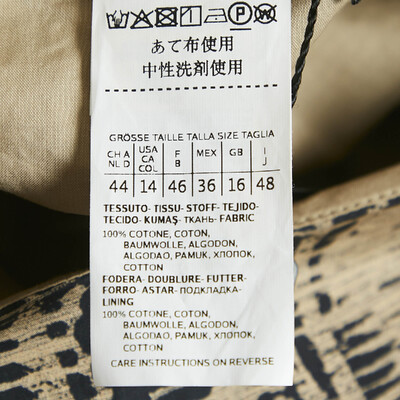 P W
あて布使用
中性洗剤使用
GRÖSSE TAILLE TALLA SIZE TAGLIA
CH A NL D USA CA COL F B MEX GB I J
44 14 46 36 16 48
TESSUTO- TISSU- STOFF- TEJIDO-
TECIDO- KUMAŞ- ТКАНЬ- FABRIC
100% COTONE, COTON,
BAUMWOLLE, ALGODON,
ALGODAO, PAMUK, ХЛОПОК,
COTTON
FODERA- DOUBLURE- FUTTER-
FORRO- ASTAR- ПОДКЛАДКА-
LINING
100% COTONE, COTON,
BAUMWOLLE, ALGODON,
ALGODAO, PAMUK, ХЛОПОК,
COTTON
CARE INSTRUCTIONS ON REVERSE